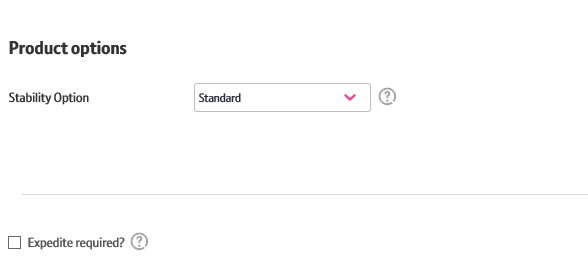 Product options
Stability Option Standard ?
Expedite required? ?